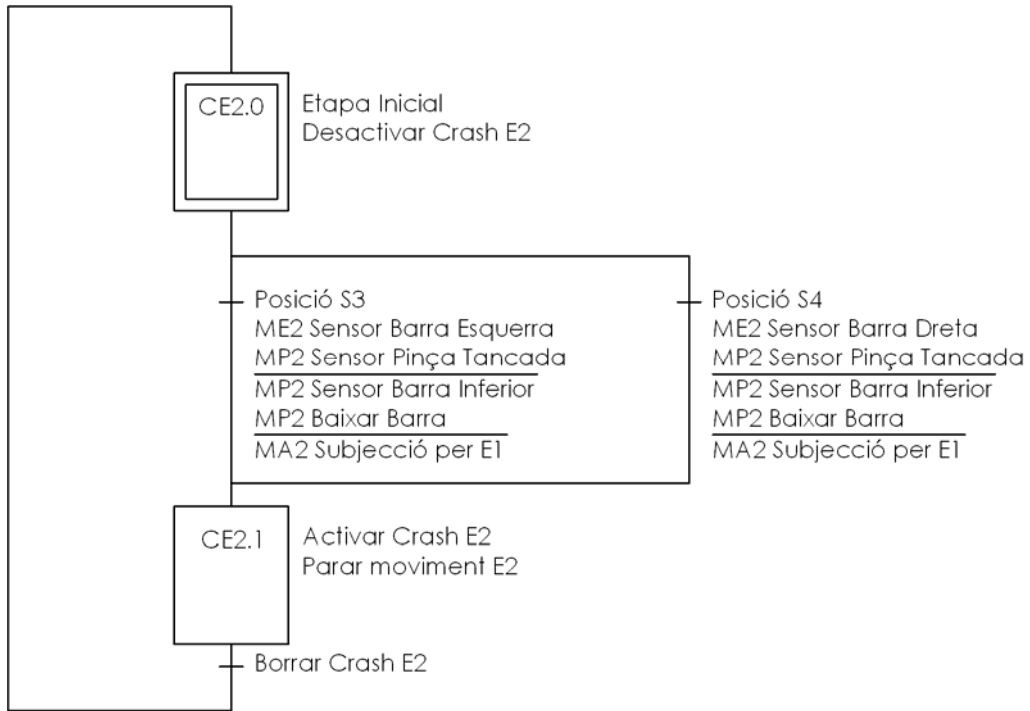 CE2.0
Etapa Inicial
Desactivar Crash E2
Posició S3
ME2 Sensor Barra Esquerra
MP2 Sensor Pinça Tancada
MP2 Sensor Barra Inferior
MP2 Baixar Barra
MA2 Subjecció per E1
Posició S4
ME2 Sensor Barra Dreta
MP2 Sensor Pinça Tancada
MP2 Sensor Barra Inferior
MP2 Baixar Barra
MA2 Subjecció per E1
CE2.1
Activar Crash E2
Parar moviment E2
Borrar Crash E2